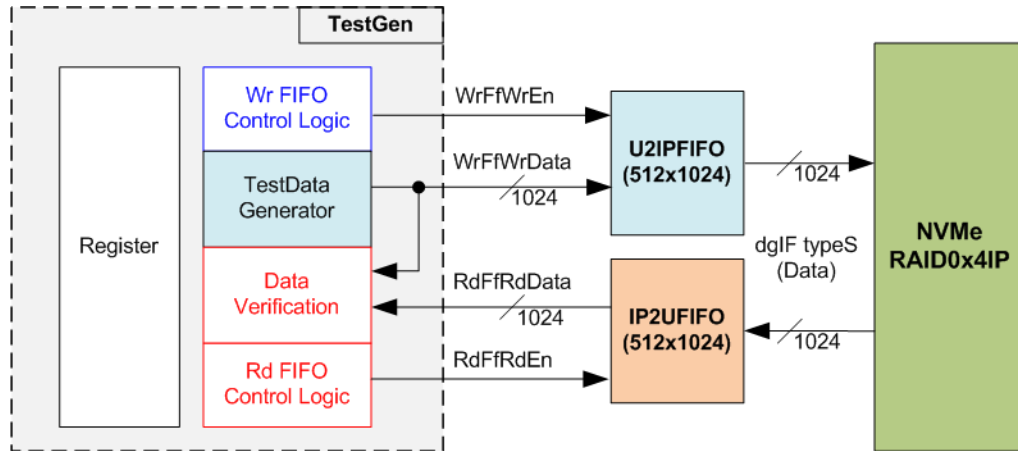 TestGen
Register
Wr FIFO
Control Logic
TestData
Generator
Data
Verification
Rd FIFO
Control Logic
WrFfWrEn
WrFfWrData
1024
RdFfRdData
1024
RdFfRdEn
U2IPFIFO
(512x1024)
IP2UFIFO
(512x1024)
1024
dgIF typeS
(Data)
1024
NVMe
RAID0x4IP